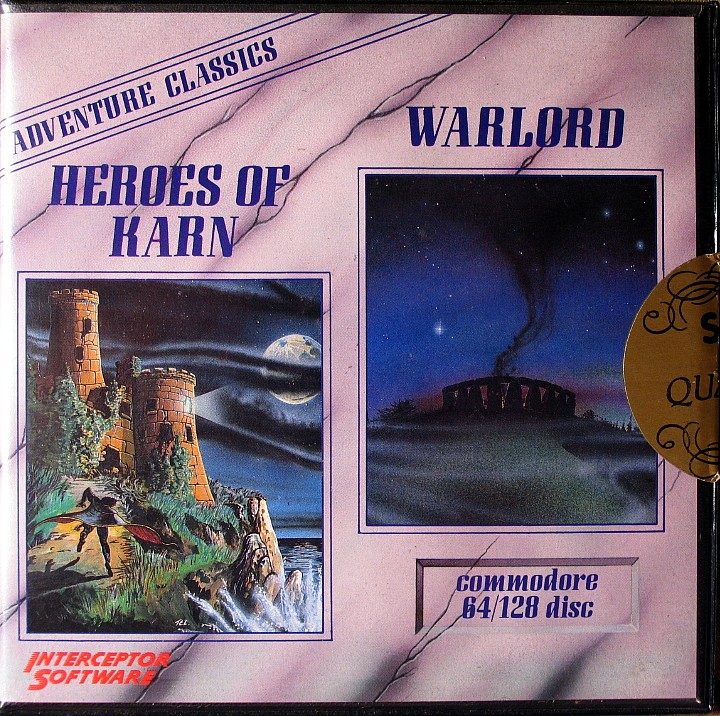 ADVENTURE CLASSICS
WARLORD
HEROES OF
KARN
commodore
64/128 disc
INTERCEPTOR
SOFTWARE